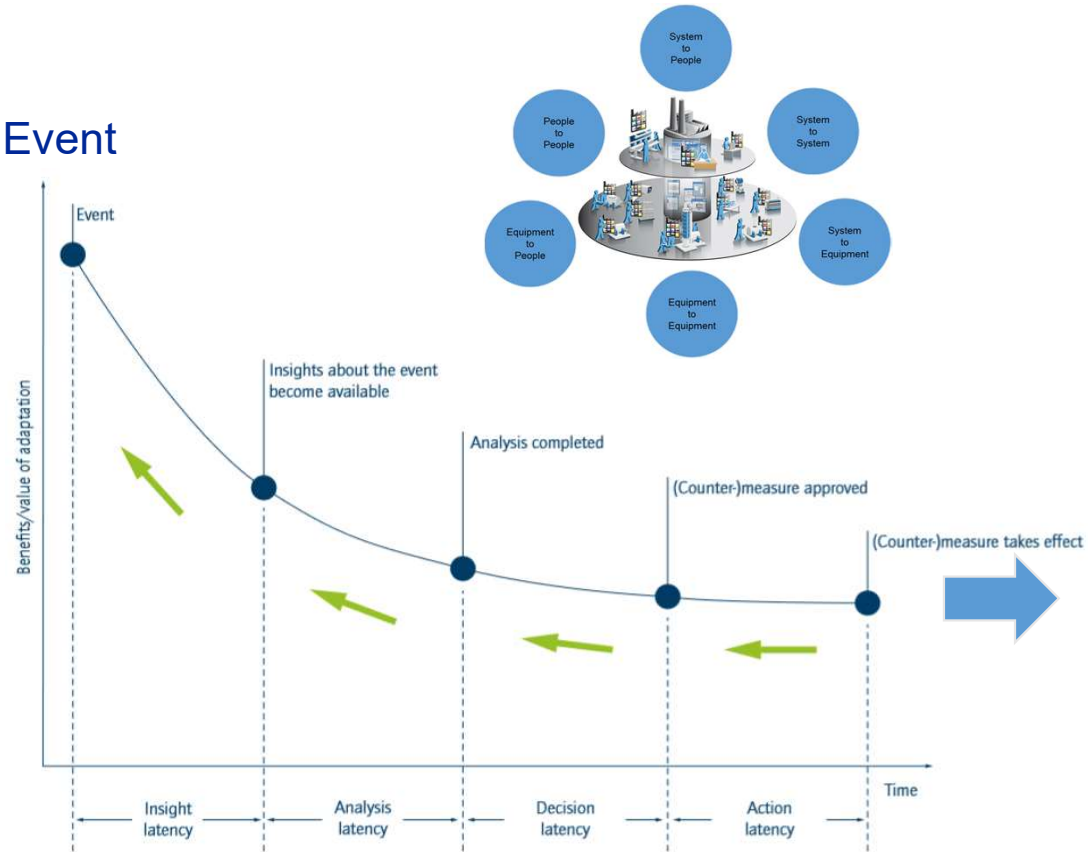 Event
System
to
People
People
to
People
System
to
System
Equipment
to
People
System
to
Equipment
Equipment
to
Equipment
Benefits/value of adaptation
Event
Insights about the event
become available
Analysis completed
(Counter-)measure approved
(Counter-)measure takes effect
Time
Insight
latency
Analysis
latency
Decision
latency
Action
latency